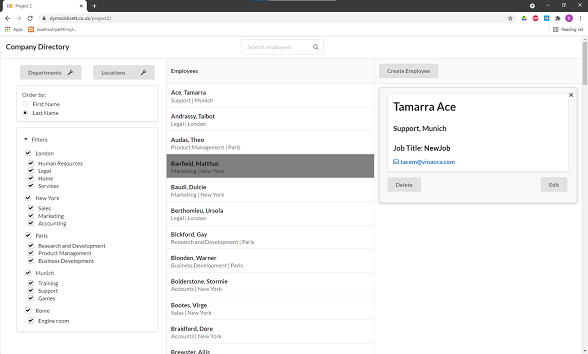 Project 2
dymockbrett.co.uk/project2/
Apps
Reading list
Company Directory
Search employees
Departments
Locations
Order by:
First Name
Last Name
Filters
London
Human Resources
Legal
Home
Services
New York
Sales
Marketing
Accounting
Paris
Research and Development
Product Management
Business Development
Munich
Training
Support
Games
Rome
Engine room
Employees
Ace, Tamarra
Support | Munich
Andrassy, Talbot
Legal | London
Audas, Theo
Product Management | Paris
Banfield, Matthus
Marketing | New York
Baudi, Dulcie
Marketing | New York
Berthomieu, Ursola
Legal | London
Bickford, Gay
Research and Development | Paris
Blonden, Warner
Business Development | Paris
Bolderstone, Stormie
Accounts | New York
Bootes, Virge
Sales | New York
Braidford, Dore
Accounts | New York
Brewster, Ailis
Create Employee
Tamarra Ace
Support, Munich
Job Title: NewJob
tacem@vinaora.com
Delete
Edit